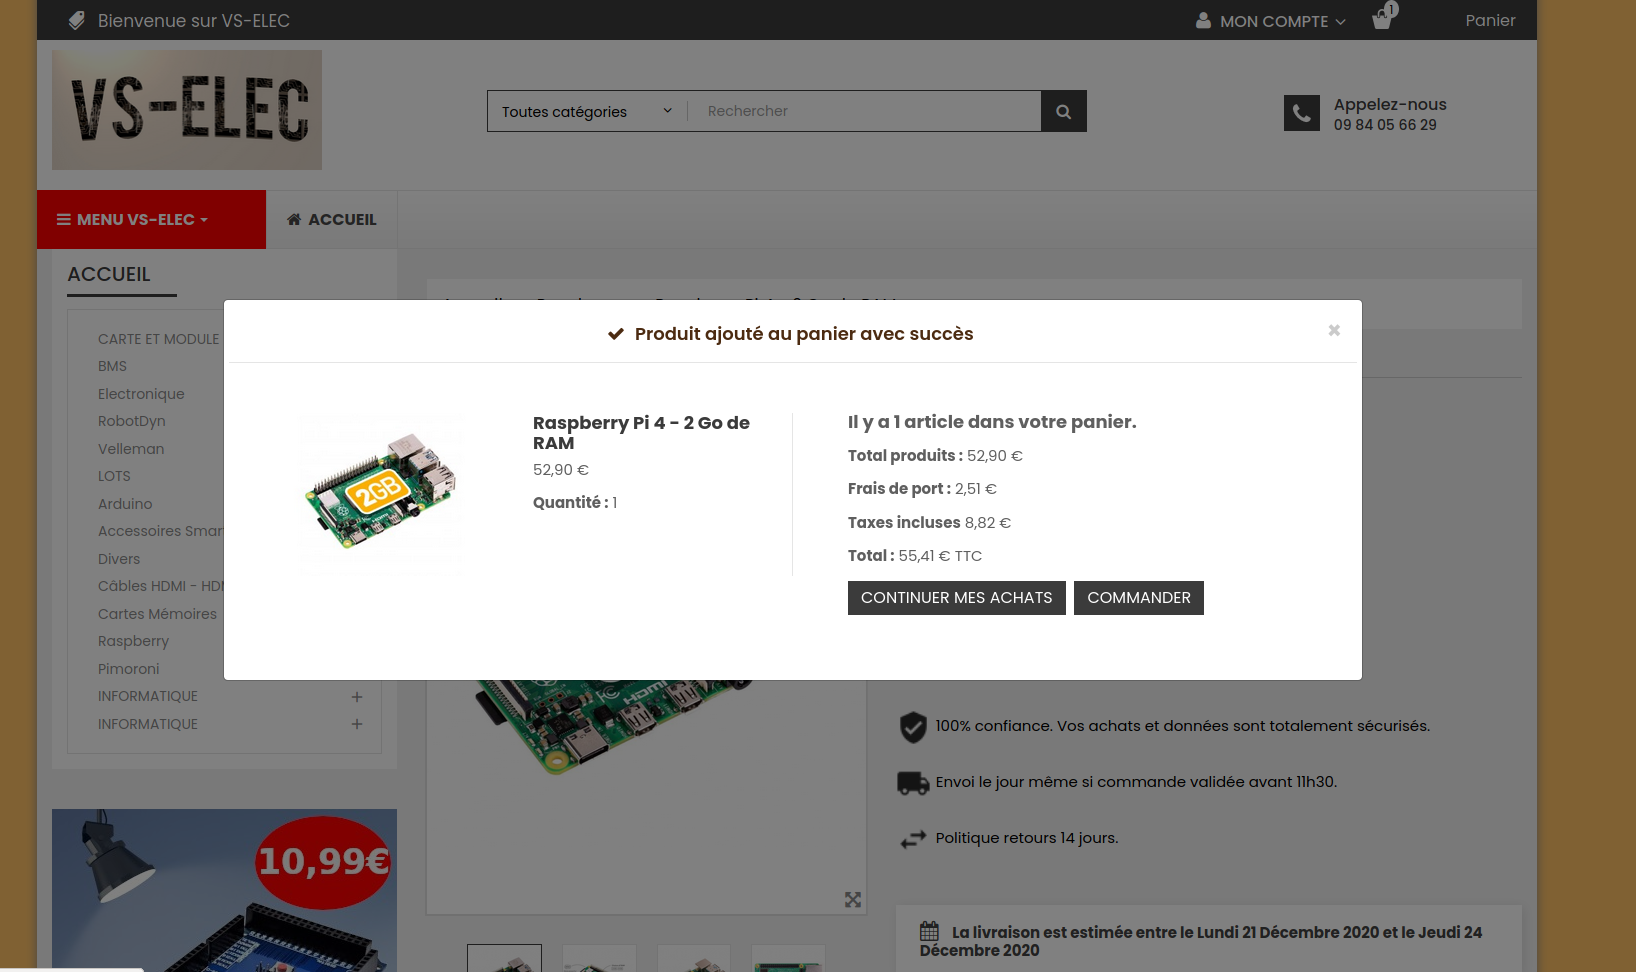 Bienvenue sur VS-ELEC
MON COMPTE
1
Panier
VS-ELEC
Toutes catégories
Rechercher
Appelez-nous
09 84 05 66 29
MENU VS-ELEC
ACCUEIL
ACCUEIL
CARTE ET MODULE
BMS
Electronique
RobotDyn
Velleman
LOTS
Arduino
Accessoires Smar
Divers
Câbles HDMI - HD
Cartes Mémoires
Raspberry
Pimoroni
INFORMATIQUE
INFORMATIQUE
Produit ajouté au panier avec succès
2GB
Raspberry Pi 4 - 2 Go de
RAM
52,90 €
Quantité : 1
Il y a 1 article dans votre panier.
Total produits : 52,90 €
Frais de port : 2,51 €
Taxes incluses 8,82 €
Total : 55,41 € TTC
CONTINUER MES ACHATS
COMMANDER
HDMI
100% confiance. Vos achats et données sont totalement sécurisés.
Envoi le jour même si commande validée avant 11h30.
Politique retours 14 jours.
10,99€
La livraison est estimée entre le Lundi 21 Décembre 2020 et le Jeudi 24
Décembre 2020